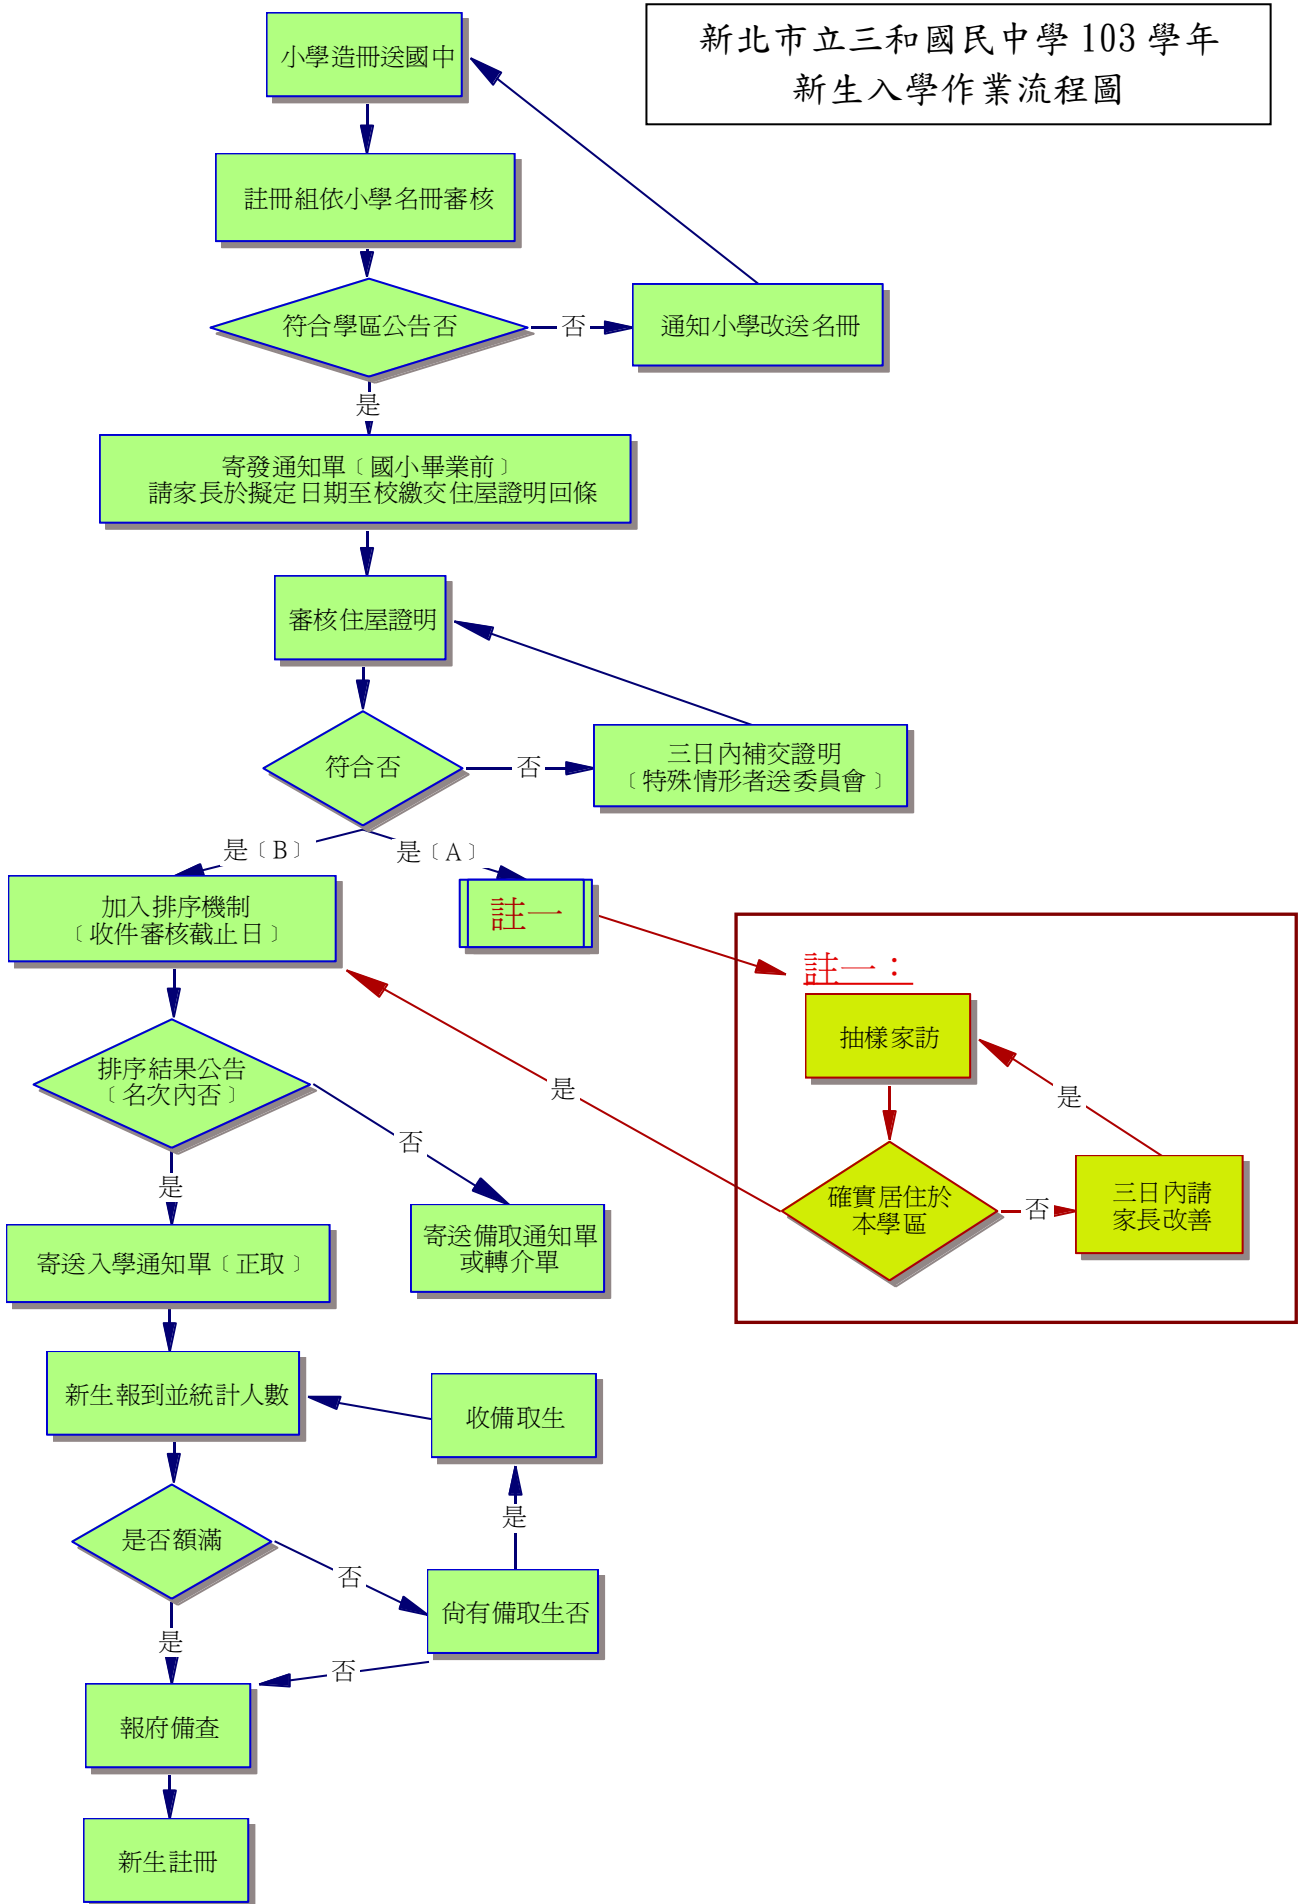 新北市立三和國民中學 103 學年
新生入學作業流程圖
小學造冊送國中
註冊組依小學名冊審核
符合學區公告否
否
通知小學改送名冊
是
寄發通知單﹝國小畢業前﹞
請家長於擬定日期至校繳交住屋證明回條
審核住屋證明
符合否
否
三日內補交證明
﹝特殊情形者送委員會﹞
是﹝B﹞
是﹝A﹞
加入排序機制
﹝收件審核截止日﹞
註一
註一：
抽樣家訪
是
確實居住於
本學區
否
三日內請
家長改善
是
排序結果公告
﹝名次內否﹞
否
是
寄送備取通知單
或轉介單
寄送入學通知單﹝正取﹞
新生報到並統計人數
收備取生
是
是否額滿
否
尚有備取生否
是
否
報府備查
新生註冊